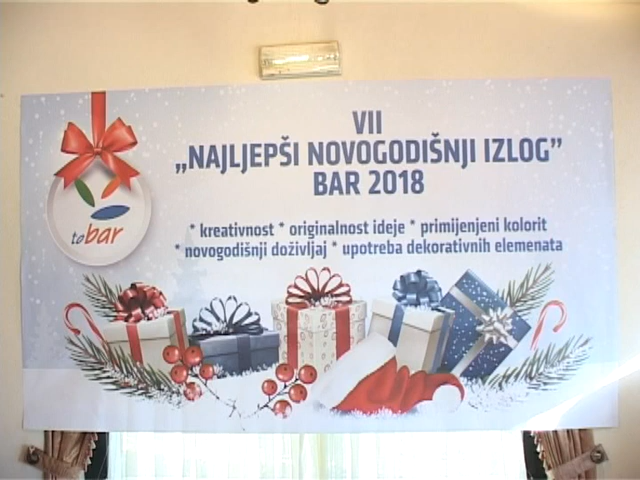 VII
„NAJLJEPŠI NOVOGODIŠNJI IZLOG”
BAR 2018
* kreativnost * originalnost ideje * primijenjeni kolorit
* novogodišnji doživljaj * upotreba dekorativnih elemenata
to bar